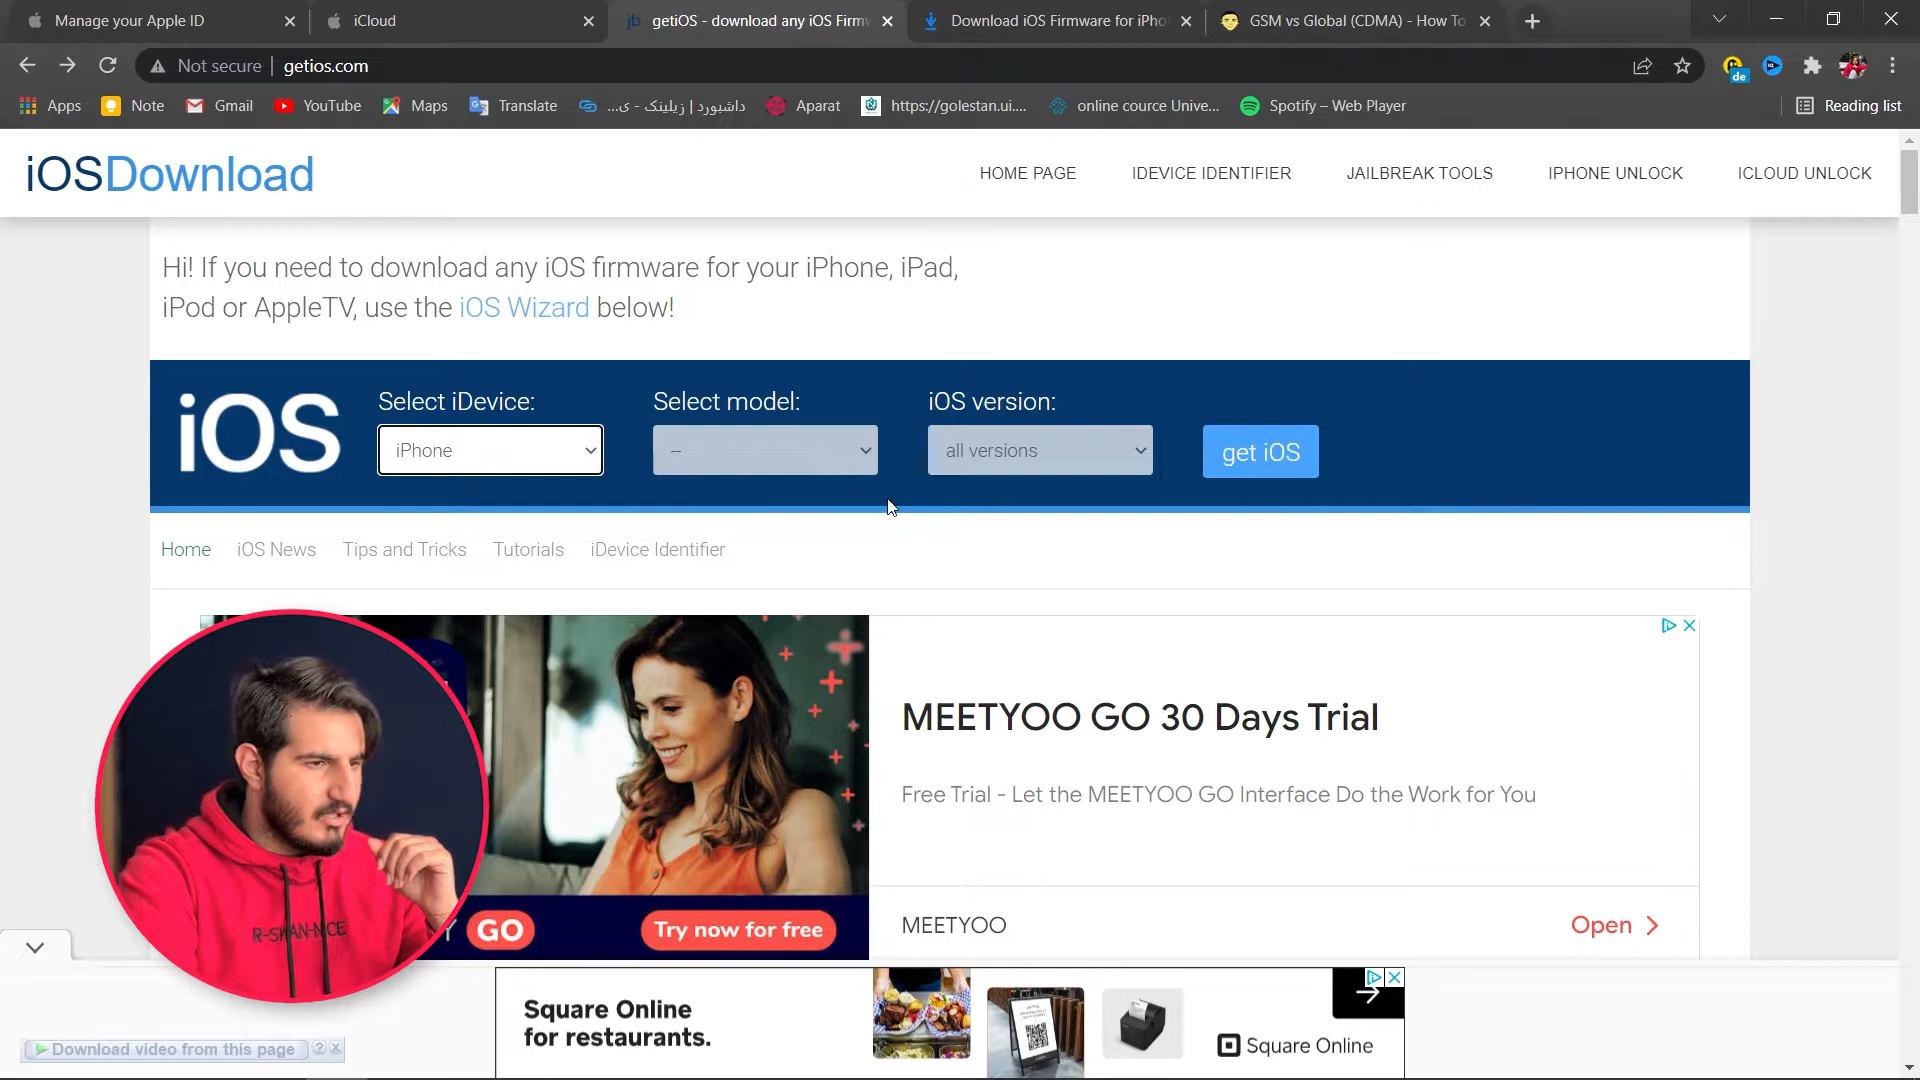 Manage your Apple ID
iCloud
getiOS - download any iOS Firmw
Download iOS Firmware for iPho
GSM vs Global (CDMA) - How To
Not secure
getios.com
de
Apps
Note
Gmail
YouTube
Maps
Translate
داشبورد | زیلینک - ی...
Aparat
https://golestan.ui....
online cource Unive...
Spotify – Web Player
Reading list
iOSDownload
HOME PAGE
IDEVICE IDENTIFIER
JAILBREAK TOOLS
IPHONE UNLOCK
ICLOUD UNLOCK
Hi! If you need to download any iOS firmware for your iPhone, iPad,
iPod or AppleTV, use the iOS Wizard below!
iOS
Select iDevice:
iPhone
Select model:
--
iOS version:
all versions
get iOS
Home
iOS News
Tips and Tricks
Tutorials
iDevice Identifier
MEETYOO GO 30 Days Trial
Free Trial - Let the MEETYOO GO Interface Do the Work for You
GO
Try now for free
MEETYOO
Open
Square Online
for restaurants.
Square Online
Download video from this page